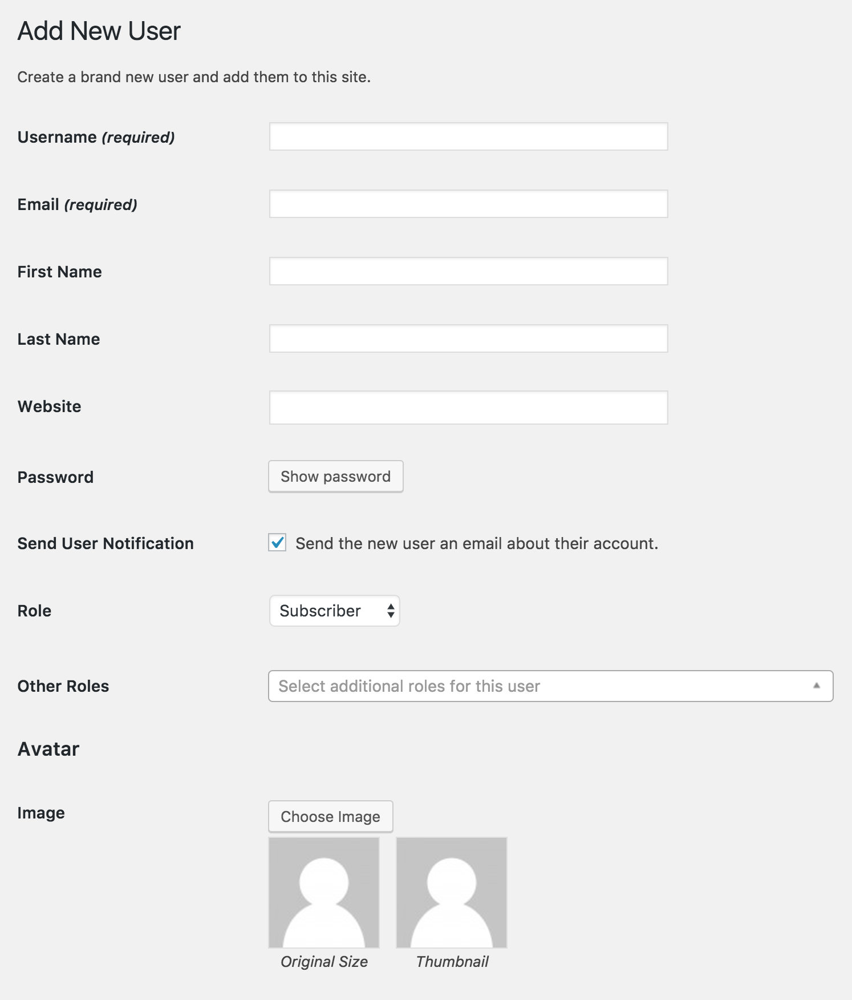 Add New User
Create a brand new user and add them to this site.
Username (required)
Email (required)
First Name
Last Name
Website
Password
Show password
Send User Notification
Send the new user an email about their account.
Role
Subscriber
Other Roles
Select additional roles for this user
Avatar
Image
Choose Image
Original Size
Thumbnail